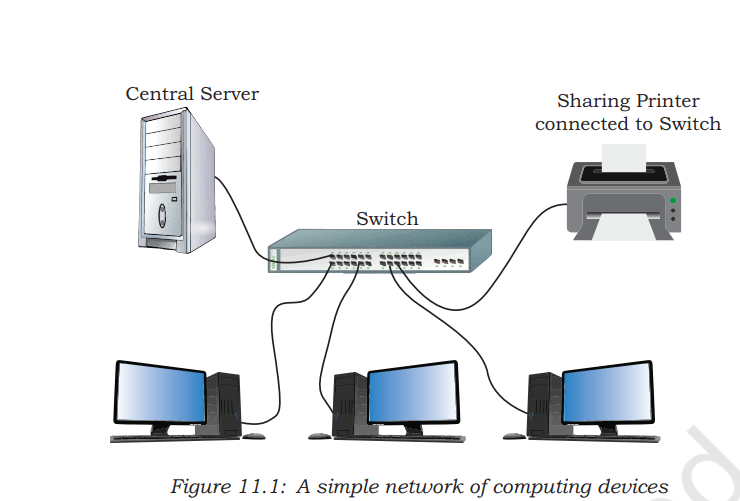 Central Server
Sharing Printer
connected to Switch
Switch
Figure 11.1: A simple network of computing devices